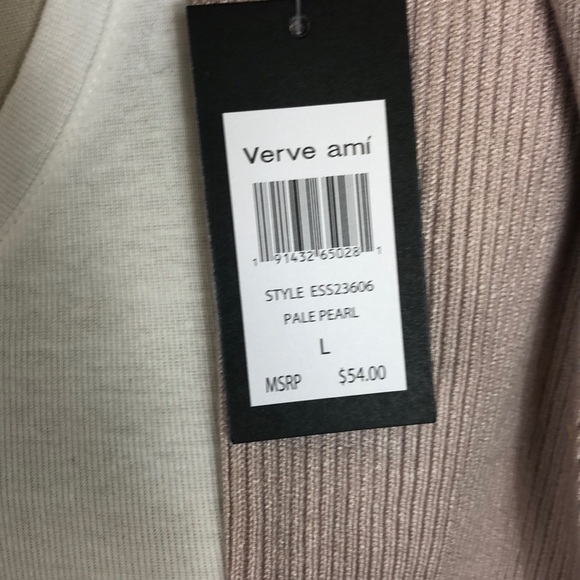 Verve amí
1 91432 65028 1
STYLE ESS23606
PALE PEARL
L
MSRP $54.00